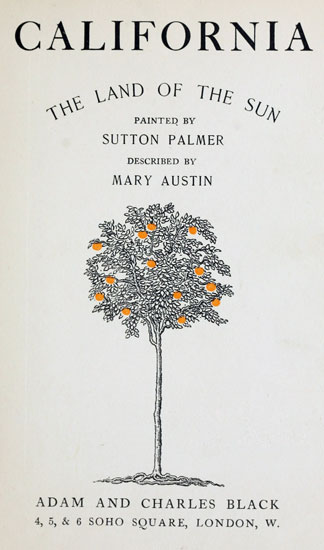 CALIFORNIA
THE LAND OF THE SUN
PAINTED BY
SUTTON PALMER
DESCRIBED BY
MARY AUSTIN
ADAM AND CHARLES BLACK
4, 5, & 6 SOHO SQUARE, LONDON, W.